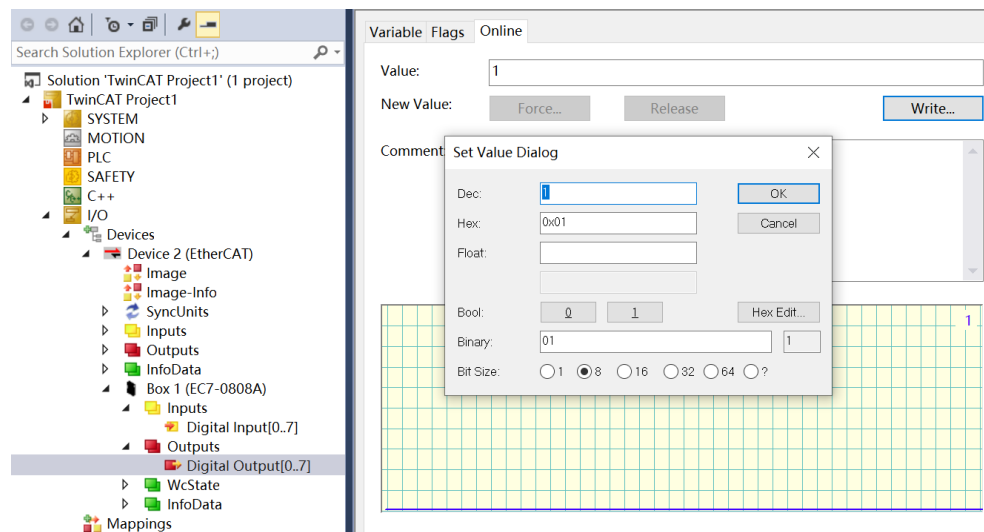 Search Solution Explorer (Ctrl+;)
Solution 'TwinCAT Project1' (1 project)
TwinCAT Project1
SYSTEM
MOTION
PLC
SAFETY
C++
I/O
Devices
Device 2 (EtherCAT)
Image
Image-Info
SyncUnits
Inputs
Outputs
InfoData
Box 1 (EC7-0808A)
Inputs
Digital Input[0..7]
Outputs
Digital Output[0..7]
WcState
InfoData
Mappings
Variable Flags Online
Value: 1
New Value: Force... Release Write...
Comment
Set Value Dialog
Dec: 1 OK
Hex: 0x01 Cancel
Float:
Bool: 0 1 Hex Edit...
Binary: 01 1
Bit Size: 1 8 16 32 64 ?
1